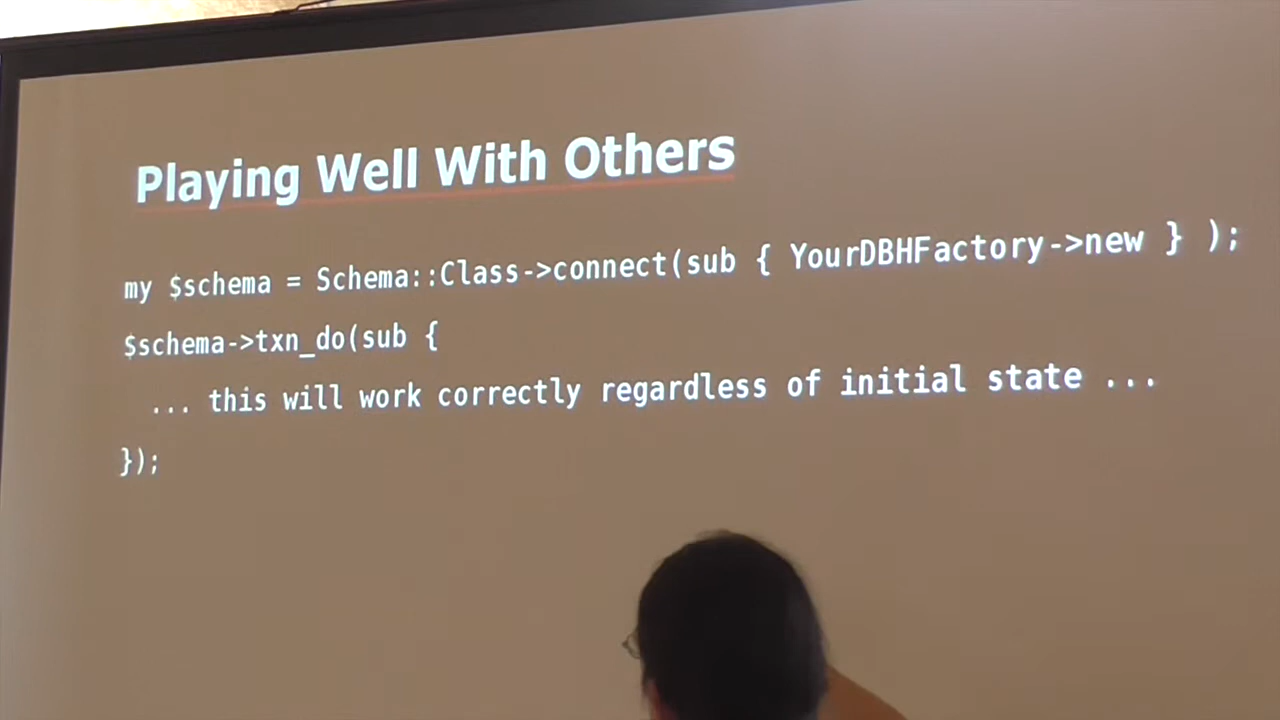 Playing Well With Others
my $schema = Schema::Class->connect(sub { YourDBHFactory->new } );
$schema->txn_do(sub {
... this will work correctly regardless of initial state ...
});